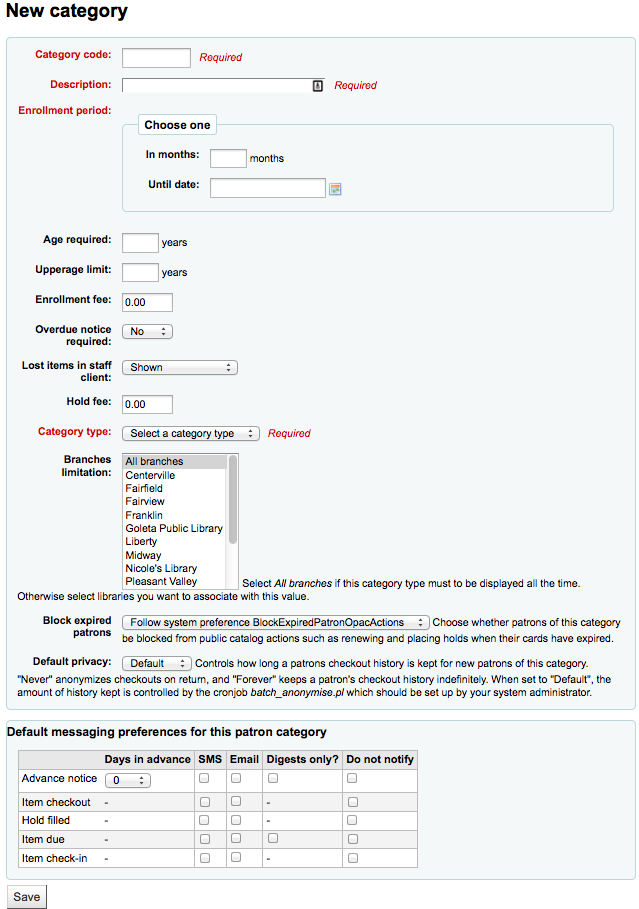 New category
Category code: Required
Description: Required
Enrollment period:
Choose one
In months: months
Until date:
Age required: years
Upperage limit: years
Enrollment fee: 0.00
Overdue notice required: No
Lost items in staff client: Shown
Hold fee: 0.00
Category type: Select a category type Required
Branches limitation:
All branches
Centerville
Fairfield
Fairview
Franklin
Goleta Public Library
Liberty
Midway
Nicole's Library
Pleasant Valley
Select All branches if this category type must to be displayed all the time.
Otherwise select libraries you want to associate with this value.
Block expired patrons Follow system preference BlockExpiredPatronOpacActions Choose whether patrons of this category
be blocked from public catalog actions such as renewing and placing holds when their cards have expired.
Default privacy: Default Controls how long a patrons checkout history is kept for new patrons of this category.
"Never" anonymizes checkouts on return, and "Forever" keeps a patron's checkout history indefinitely. When set to "Default", the
amount of history kept is controlled by the cronjob batch_anonymise.pl which should be set up by your system administrator.
Default messaging preferences for this patron category
Days in advance SMS Email Digests only? Do not notify
Advance notice 0
Item checkout - -
Hold filled - -
Item due -
Item check-in - -
Save